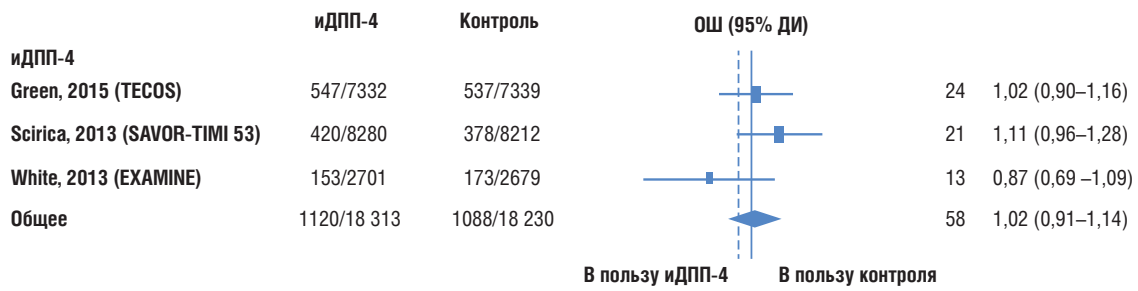 иДПП-4 Контроль ОШ (95% ДИ)
иДПП-4
Green, 2015 (TECOS) 547/7332 537/7339 24 1,02 (0,90–1,16)
Scirica, 2013 (SAVOR-TIMI 53) 420/8280 378/8212 21 1,11 (0,96–1,28)
White, 2013 (EXAMINE) 153/2701 173/2679 13 0,87 (0,69 –1,09)
Общее 1120/18 313 1088/18 230 58 1,02 (0,91–1,14)
В пользу иДПП-4 В пользу контроля